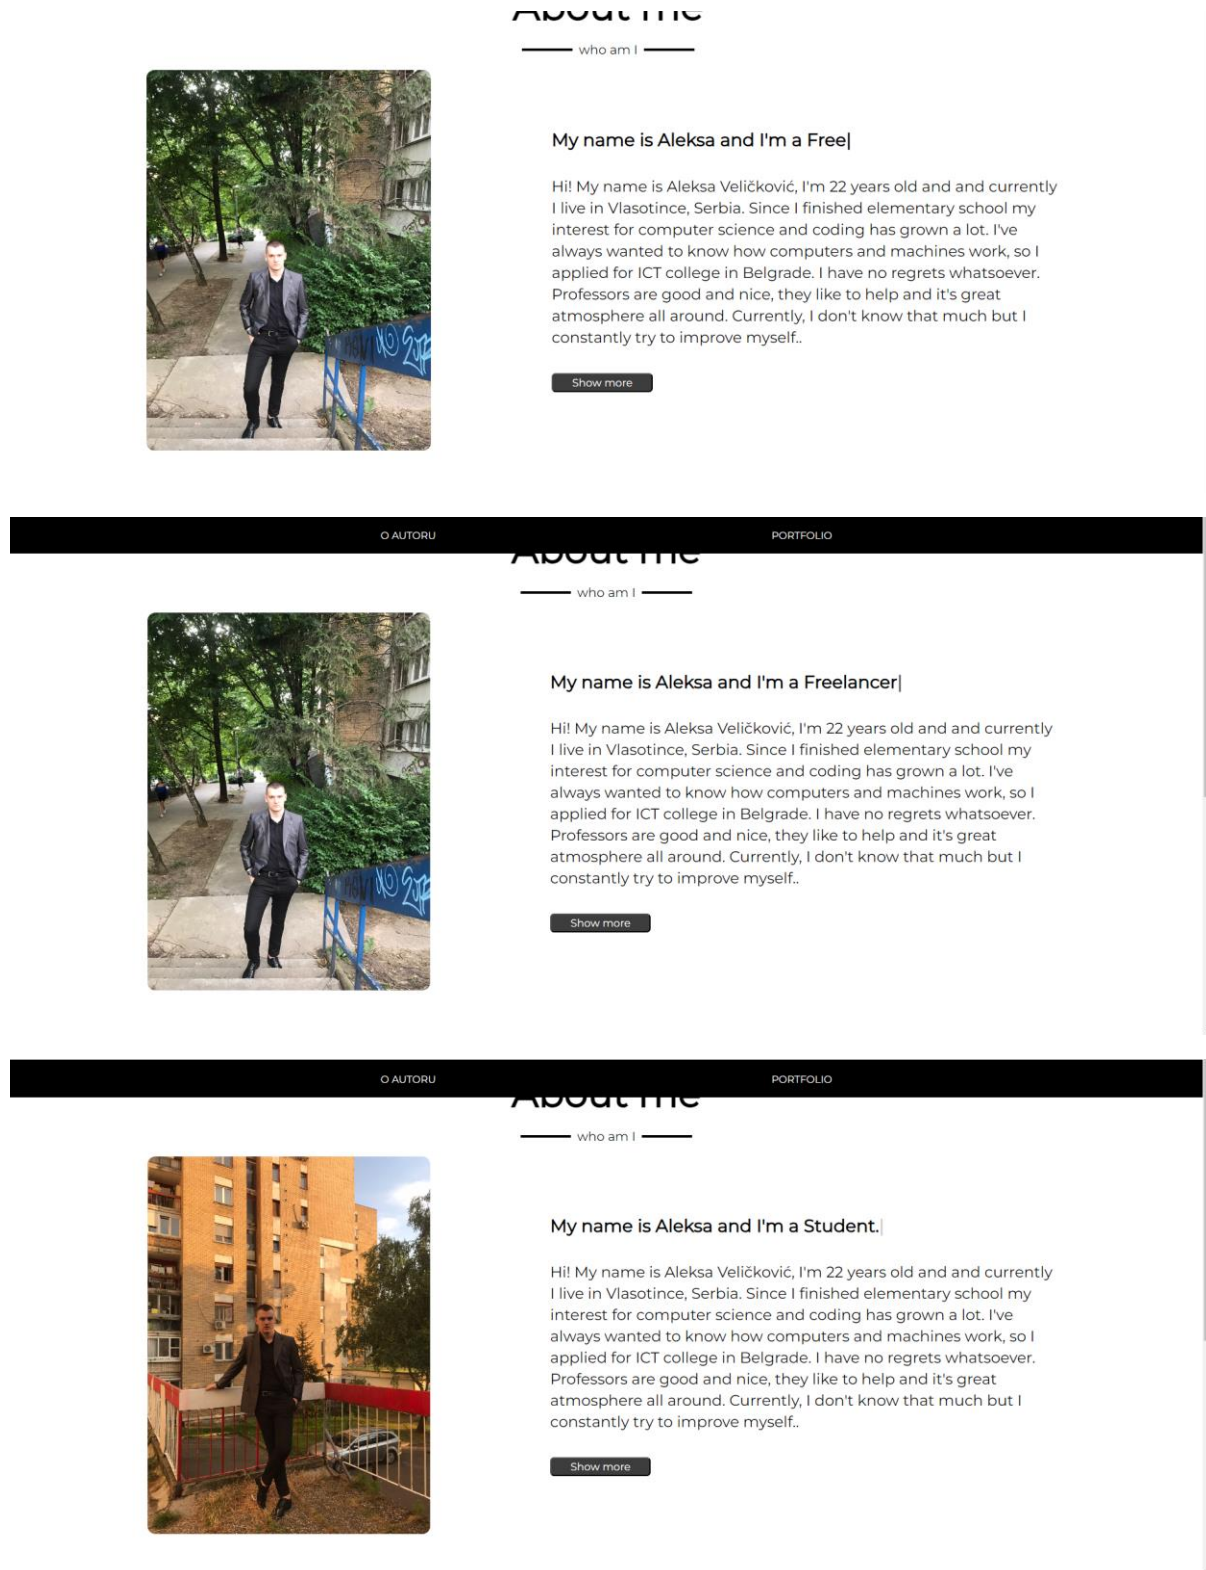 About me
who am I
My name is Aleksa and I'm a Free|
Hi! My name is Aleksa Veličković, I'm 22 years old and and currently
I live in Vlasotince, Serbia. Since I finished elementary school my
interest for computer science and coding has grown a lot. I've
always wanted to know how computers and machines work, so I
applied for ICT college in Belgrade. I have no regrets whatsoever.
Professors are good and nice, they like to help and it's great
atmosphere all around. Currently, I don't know that much but I
constantly try to improve myself..
Show more
O AUTORU
PORTFOLIO
About me
who am I
My name is Aleksa and I'm a Freelancer|
Hi! My name is Aleksa Veličković, I'm 22 years old and and currently
I live in Vlasotince, Serbia. Since I finished elementary school my
interest for computer science and coding has grown a lot. I've
always wanted to know how computers and machines work, so I
applied for ICT college in Belgrade. I have no regrets whatsoever.
Professors are good and nice, they like to help and it's great
atmosphere all around. Currently, I don't know that much but I
constantly try to improve myself..
Show more
O AUTORU
PORTFOLIO
About me
who am I
My name is Aleksa and I'm a Student.|
Hi! My name is Aleksa Veličković, I'm 22 years old and and currently
I live in Vlasotince, Serbia. Since I finished elementary school my
interest for computer science and coding has grown a lot. I've
always wanted to know how computers and machines work, so I
applied for ICT college in Belgrade. I have no regrets whatsoever.
Professors are good and nice, they like to help and it's great
atmosphere all around. Currently, I don't know that much but I
constantly try to improve myself..
Show more